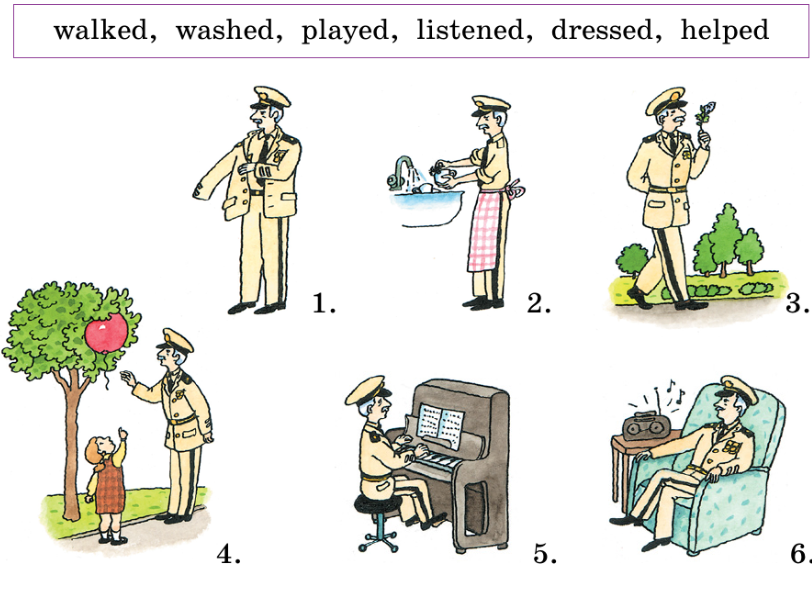 walked, washed, played, listened, dressed, helped
1. 2. 3.
4. 5. 6.